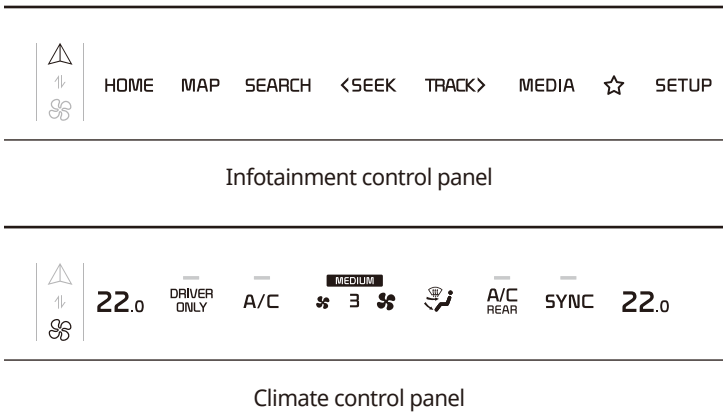 HOME MAP SEARCH <SEEK TRACK> MEDIA SETUP
Infotainment control panel
MEDIUM
22.0 DRIVER ONLY A/C 3 A/C REAR SYNC 22.0
Climate control panel